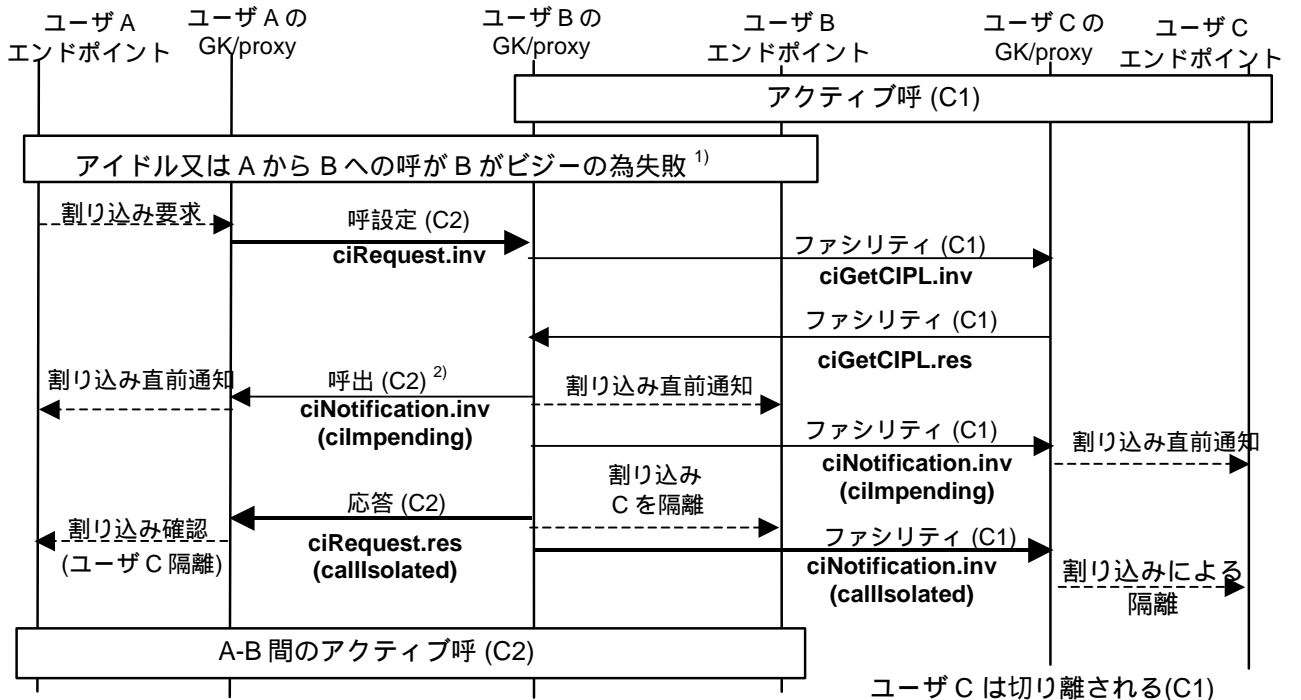 ユーザ A
エンドポイント
ユーザ A の
GK/proxy
ユーザ B の
GK/proxy
ユーザ B
エンドポイント
ユーザ C の
GK/proxy
ユーザ C
エンドポイント
アクティブ呼 (C1)
アイドル又は A から B への呼が B がビジーの為失敗 1)
割り込み要求
呼設定 (C2)
ciRequest.inv
ファシリティ (C1)
ciGetCIPL.inv
ファシリティ (C1)
ciGetCIPL.res
割り込み直前通知
呼出 (C2) 2)
ciNotification.inv
(ciImpending)
割り込み直前通知
ファシリティ (C1)
ciNotification.inv
(ciImpending)
割り込み直前通知
割り込み
C を隔離
応答 (C2)
ciRequest.res
(callIsolated)
割り込み確認
(ユーザ C 隔離)
ファシリティ (C1)
ciNotification.inv
(callIsolated)
割り込みによる
隔離
A-B 間のアクティブ呼 (C2)
ユーザ C は切り離される(C1)